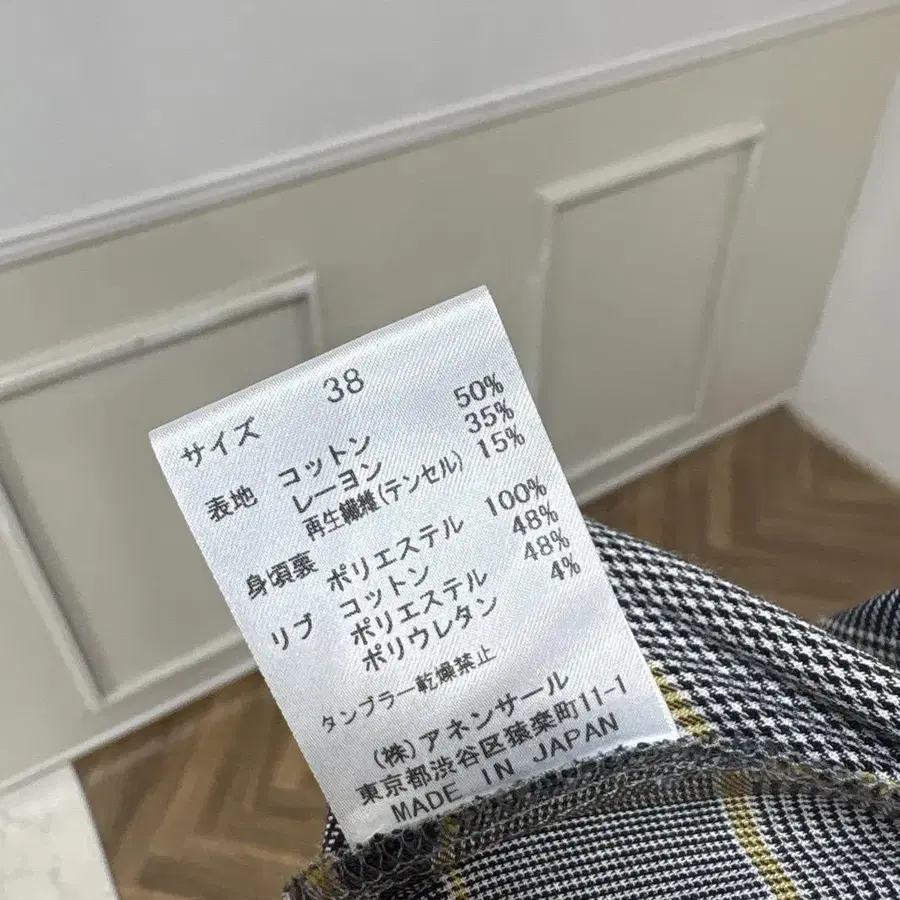 サイズ 38
表地 コットン 50%
レーヨン 35%
再生繊維(テンセル) 15%
身頃裏 ポリエステル 100%
リブ コットン 48%
ポリエステル 48%
ポリウレタン 4%
タンブラー乾燥禁止
(株)アネンサール
東京都渋谷区猿楽町11-1
MADE IN JAPAN